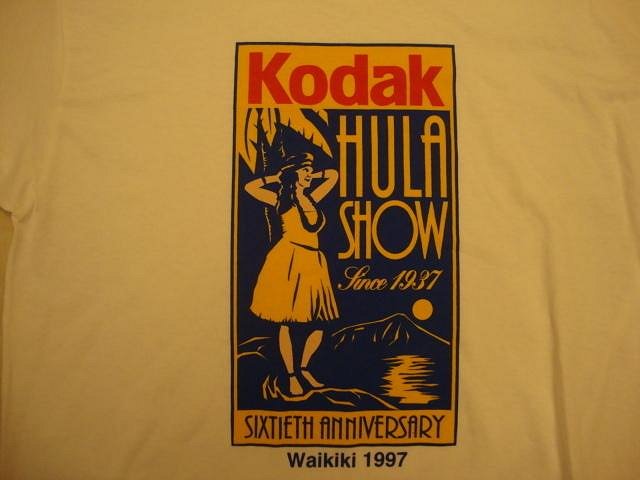 Kodak
HULA
SHOW
Since 1937
SIXTIETH ANNIVERSARY
Waikiki 1997